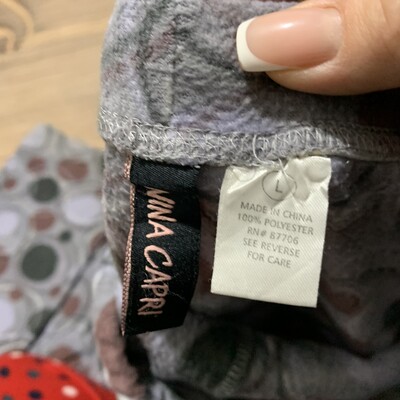 NINA CAPRI
L
MADE IN CHINA
100% POLYESTER
RN# 87706
SEE REVERSE
FOR CARE